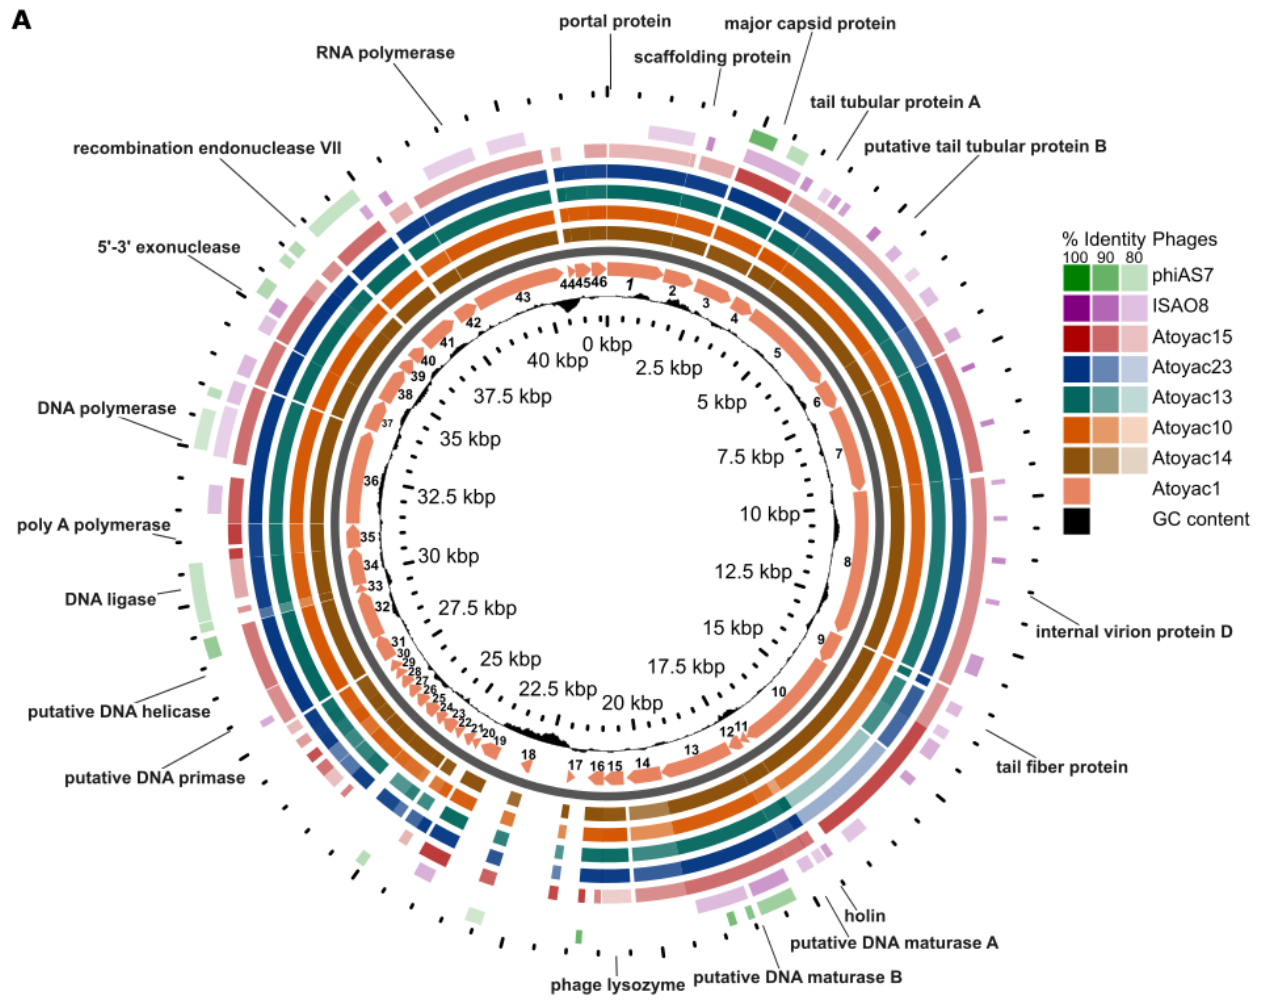 A
portal protein
major capsid protein
RNA polymerase
scaffolding protein
tail tubular protein A
recombination endonuclease VII
putative tail tubular protein B
5'-3' exonuclease
% Identity Phages
100 90 80
phiAS7
ISAO8
Atoyac15
Atoyac23
Atoyac13
Atoyac10
Atoyac14
Atoyac1
GC content
43
44
45
46
1
2
3
4
5
6
7
8
9
10
11
12
13
14
15
16
17
18
19
20
21
22
23
24
25
26
27
28
29
30
31
32
33
34
35
36
37
38
39
40
41
42
0 kbp
2.5 kbp
5 kbp
7.5 kbp
10 kbp
12.5 kbp
15 kbp
17.5 kbp
20 kbp
22.5 kbp
25 kbp
27.5 kbp
30 kbp
32.5 kbp
35 kbp
37.5 kbp
40 kbp
DNA polymerase
poly A polymerase
DNA ligase
internal virion protein D
putative DNA helicase
putative DNA primase
tail fiber protein
holin
putative DNA maturase A
putative DNA maturase B
phage lysozyme